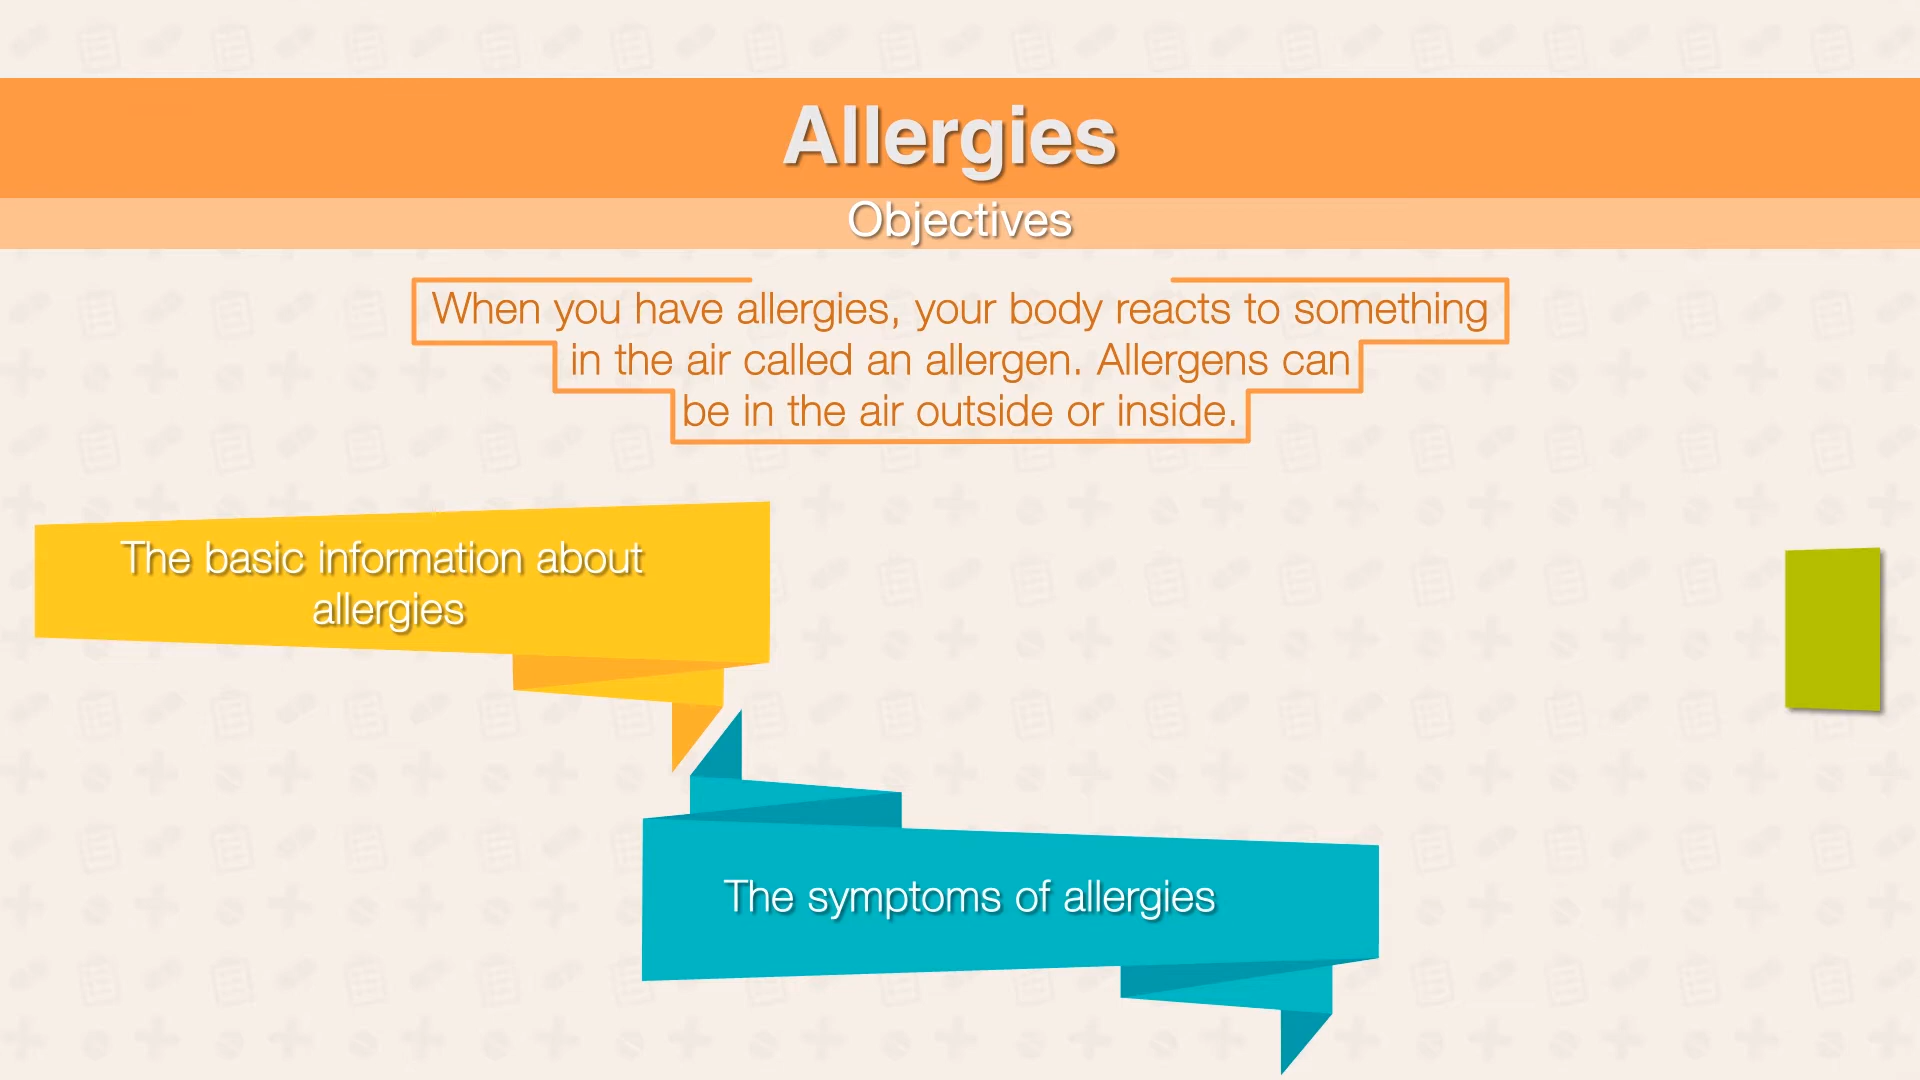 Allergies
Objectives
When you have allergies, your body reacts to something
in the air called an allergen. Allergens can
be in the air outside or inside.
The basic information about
allergies
The symptoms of allergies